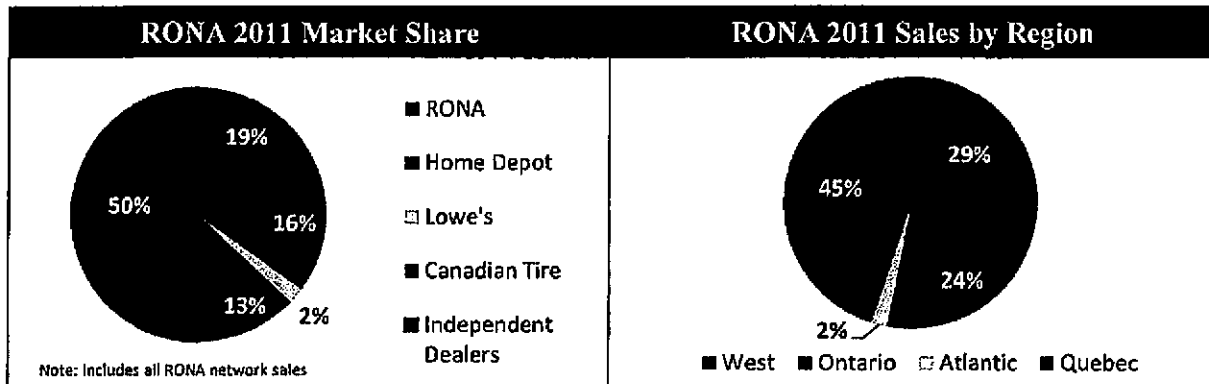 RONA 2011 Market Share
19%
50%
16%
13%
2%
RONA
Home Depot
Lowe's
Canadian Tire
Independent
Dealers
Note: Includes all RONA network sales
RONA 2011 Sales by Region
29%
45%
24%
2%
West Ontario Atlantic Quebec